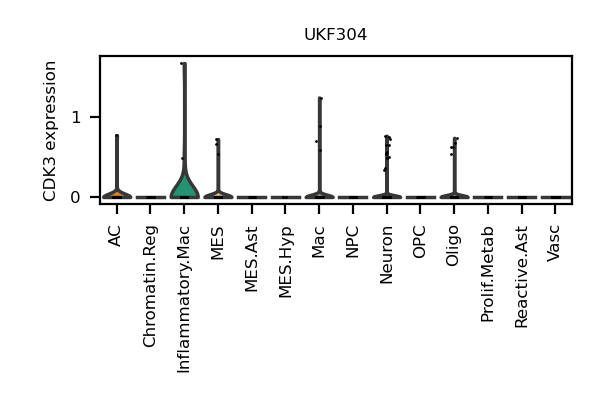 UKF304
CDK3 expression
1
0
AC
Chromatin.Reg
Inflammatory.Mac
MES
MES.Ast
MES.Hyp
Mac
NPC
Neuron
OPC
Oligo
Prolif.Metab
Reactive.Ast
Vasc